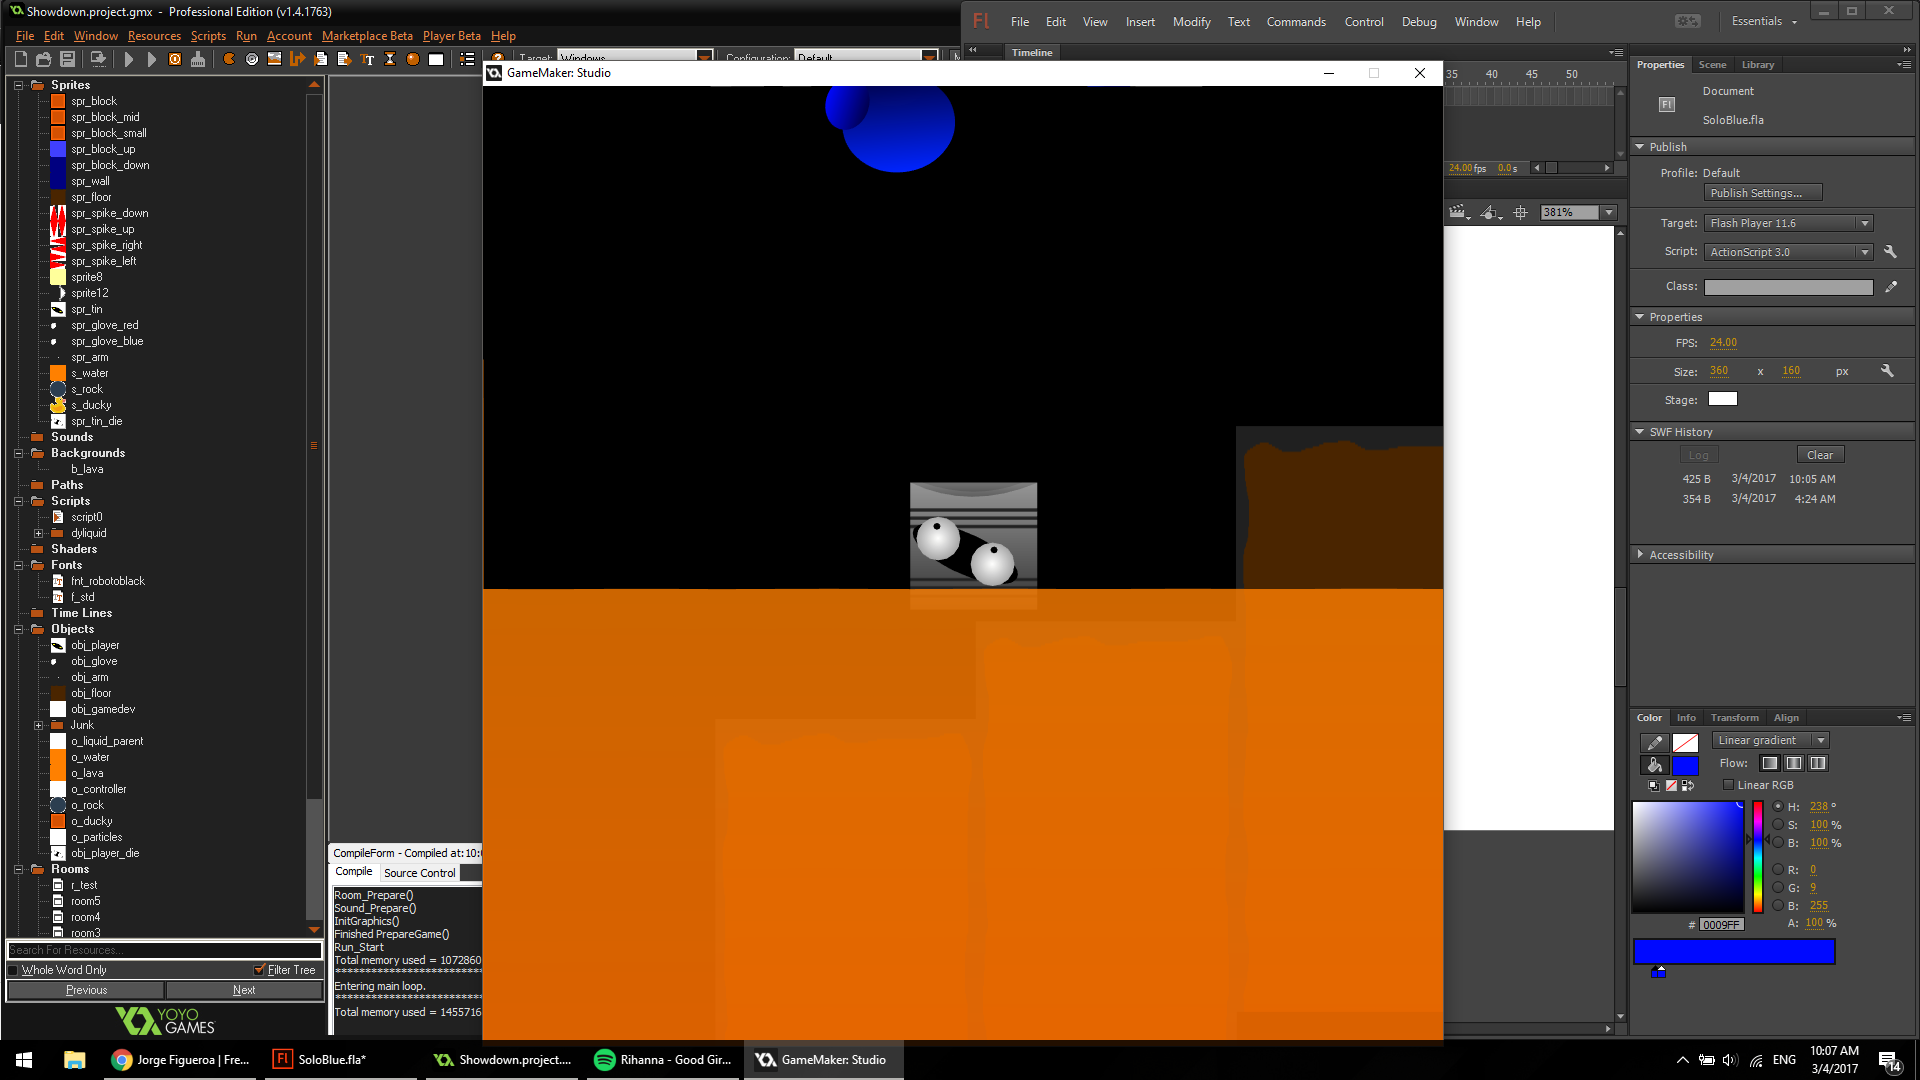 Showdown.project.gmx - Professional Edition (v1.4.1763)
File Edit Window Resources Scripts Run Account Marketplace Beta Player Beta Help
Target: Windows Configuration: Default
Sprites
spr_block
spr_block_mid
spr_block_small
spr_block_up
spr_block_down
spr_wall
spr_floor
spr_spike_down
spr_spike_up
spr_spike_right
spr_spike_left
sprite8
sprite12
spr_tin
spr_glove_red
spr_glove_blue
spr_arm
s_water
s_rock
s_ducky
spr_tin_die
Sounds
Backgrounds
b_lava
Paths
Scripts
script0
dyliquid
Shaders
Fonts
fnt_robotoblack
f_std
Time Lines
Objects
obj_player
obj_glove
obj_arm
obj_floor
obj_gamedev
Junk
o_liquid_parent
o_water
o_lava
o_controller
o_rock
o_ducky
o_particles
obj_player_die
Rooms
r_test
room5
room4
room3
Search For Resources...
Whole Word Only Filter Tree
Previous Next
YOYO
GAMES
CompileForm - Compiled at:10:0
Compile Source Control
Room_Prepare()
Sound_Prepare()
InitGraphics()
Finished PrepareGame()
Run_Start
Total memory used = 1072860
Entering main loop.
Total memory used = 1455716
GameMaker: Studio
Fl File Edit View Insert Modify Text Commands Control Debug Window Help Essentials
Timeline
35 40 45 50
24.00 fps 0.0 s
381%
Properties Scene Library
Document
Fl
SoloBlue.fla
Publish
Profile: Default
Publish Settings...
Target: Flash Player 11.6
Script: ActionScript 3.0
Class:
Properties
FPS: 24.00
Size: 360 x 160 px
Stage:
SWF History
Log Clear
425 B 3/4/2017 10:05 AM
354 B 3/4/2017 4:24 AM
Accessibility
Color Info Transform Align
Linear gradient
Flow:
Linear RGB
H: 238 °
S: 100 %
B: 100 %
R: 0
G: 9
B: 255
A: 100 %
# 0009FF
Jorge Figueroa | Fre...
Fl SoloBlue.fla*
Showdown.project....
Rihanna - Good Gir...
GameMaker: Studio
ENG
10:07 AM
3/4/2017
14